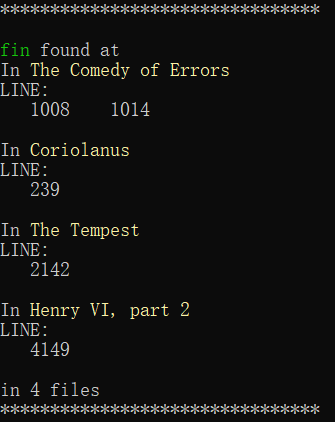 ********************************
fin found at
In The Comedy of Errors
LINE:
1008 1014
In Coriolanus
LINE:
239
In The Tempest
LINE:
2142
In Henry VI, part 2
LINE:
4149
in 4 files
********************************